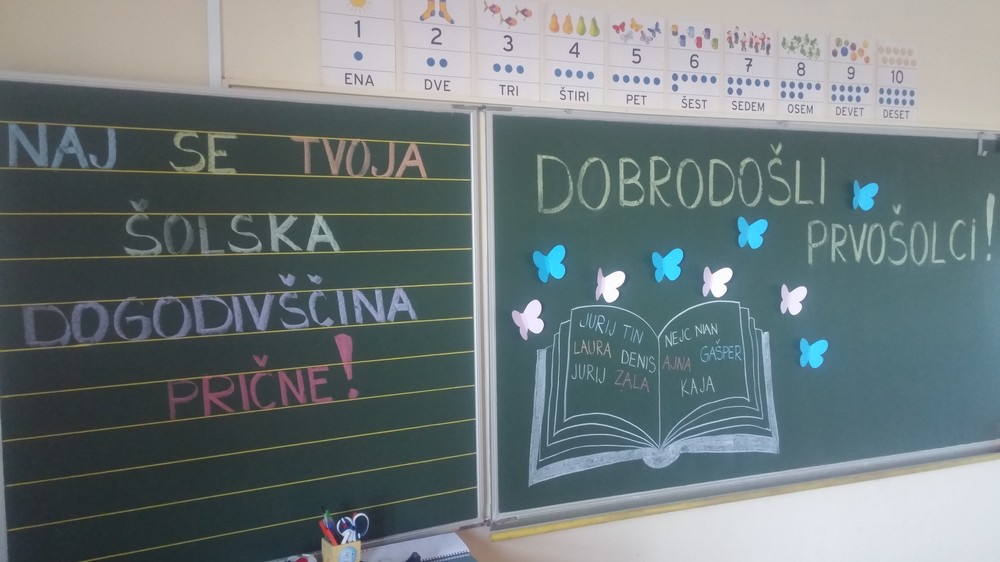 1 2 3 4 5 6 7 8 9 10
ENA DVE TRI ŠTIRI PET ŠEST SEDEM OSEM DEVET DESET
NAJ SE TVOJA
ŠOLSKA
DOGODIVŠČINA
PRIČNE!
DOBRODOŠLI
PRVOŠOLCI!
JURIJ TIN
LAURA DENIS
JURIJ ZALA
NEJC NIAN
AJNA GAŠPER
KAJA